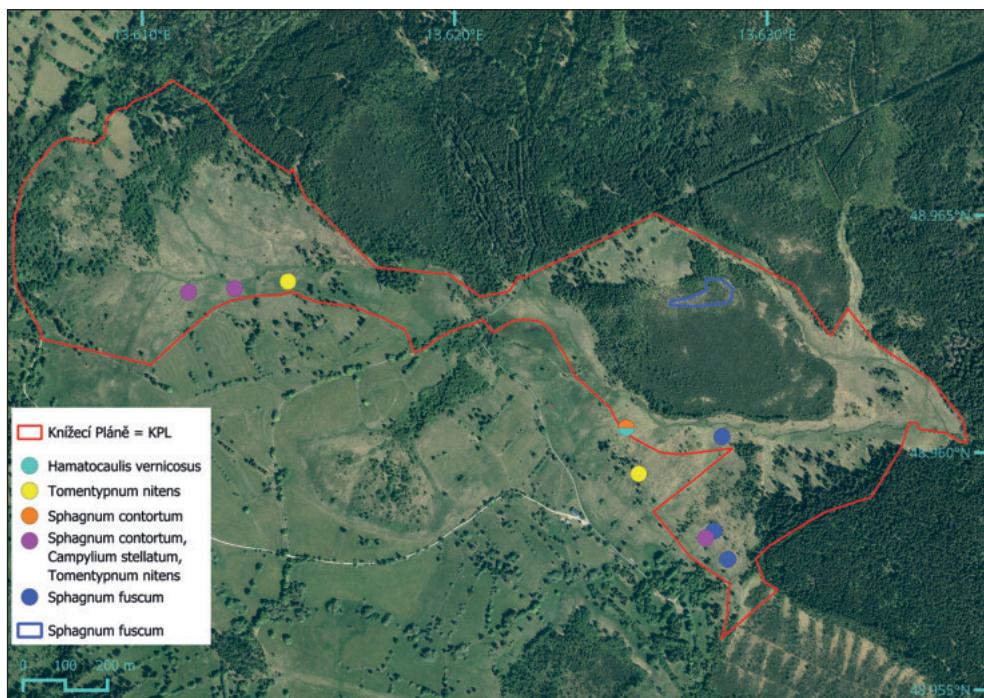 13.610°E 13.620°E 13.630°E
48.965°N
Knížecí Pláně = KPL
Hamatocaulis vernicosus
Tomentypnum nitens
48.960°N
Sphagnum contortum
Sphagnum contortum,
Campylium stellatum,
Tomentypnum nitens
Sphagnum fuscum
Sphagnum fuscum
0 100 200 m
48.955°N